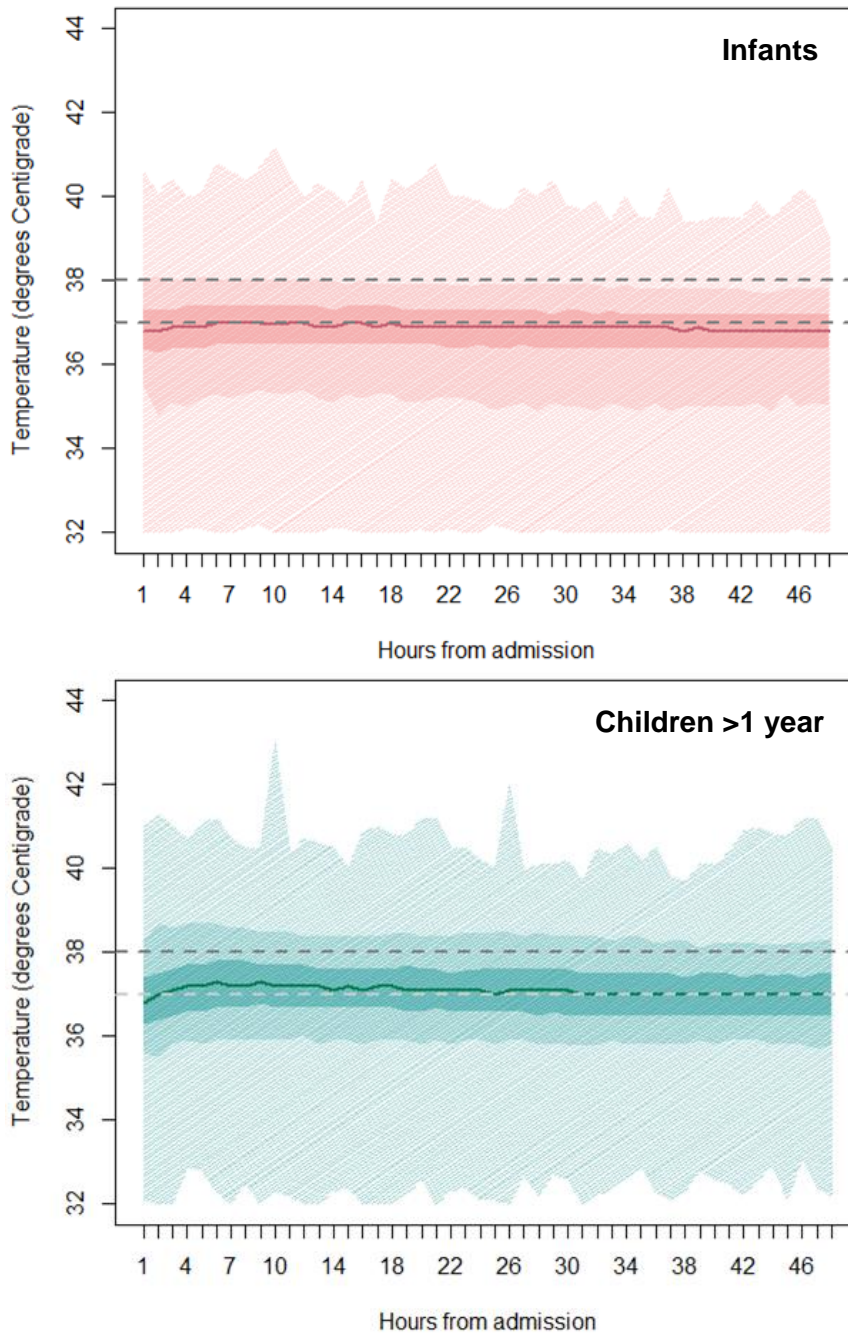 Infants
Temperature (degrees Centigrade)
44
42
40
38
36
34
32
1 4 7 10 14 18 22 26 30 34 38 42 46
Hours from admission
Children >1 year
Temperature (degrees Centigrade)
44
42
40
38
36
34
32
1 4 7 10 14 18 22 26 30 34 38 42 46
Hours from admission